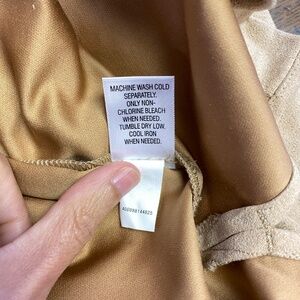 MACHINE WASH COLD
SEPARATELY.
ONLY NON-
CHLORINE BLEACH
WHEN NEEDED.
TUMBLE DRY LOW.
COOL IRON
WHEN NEEDED.